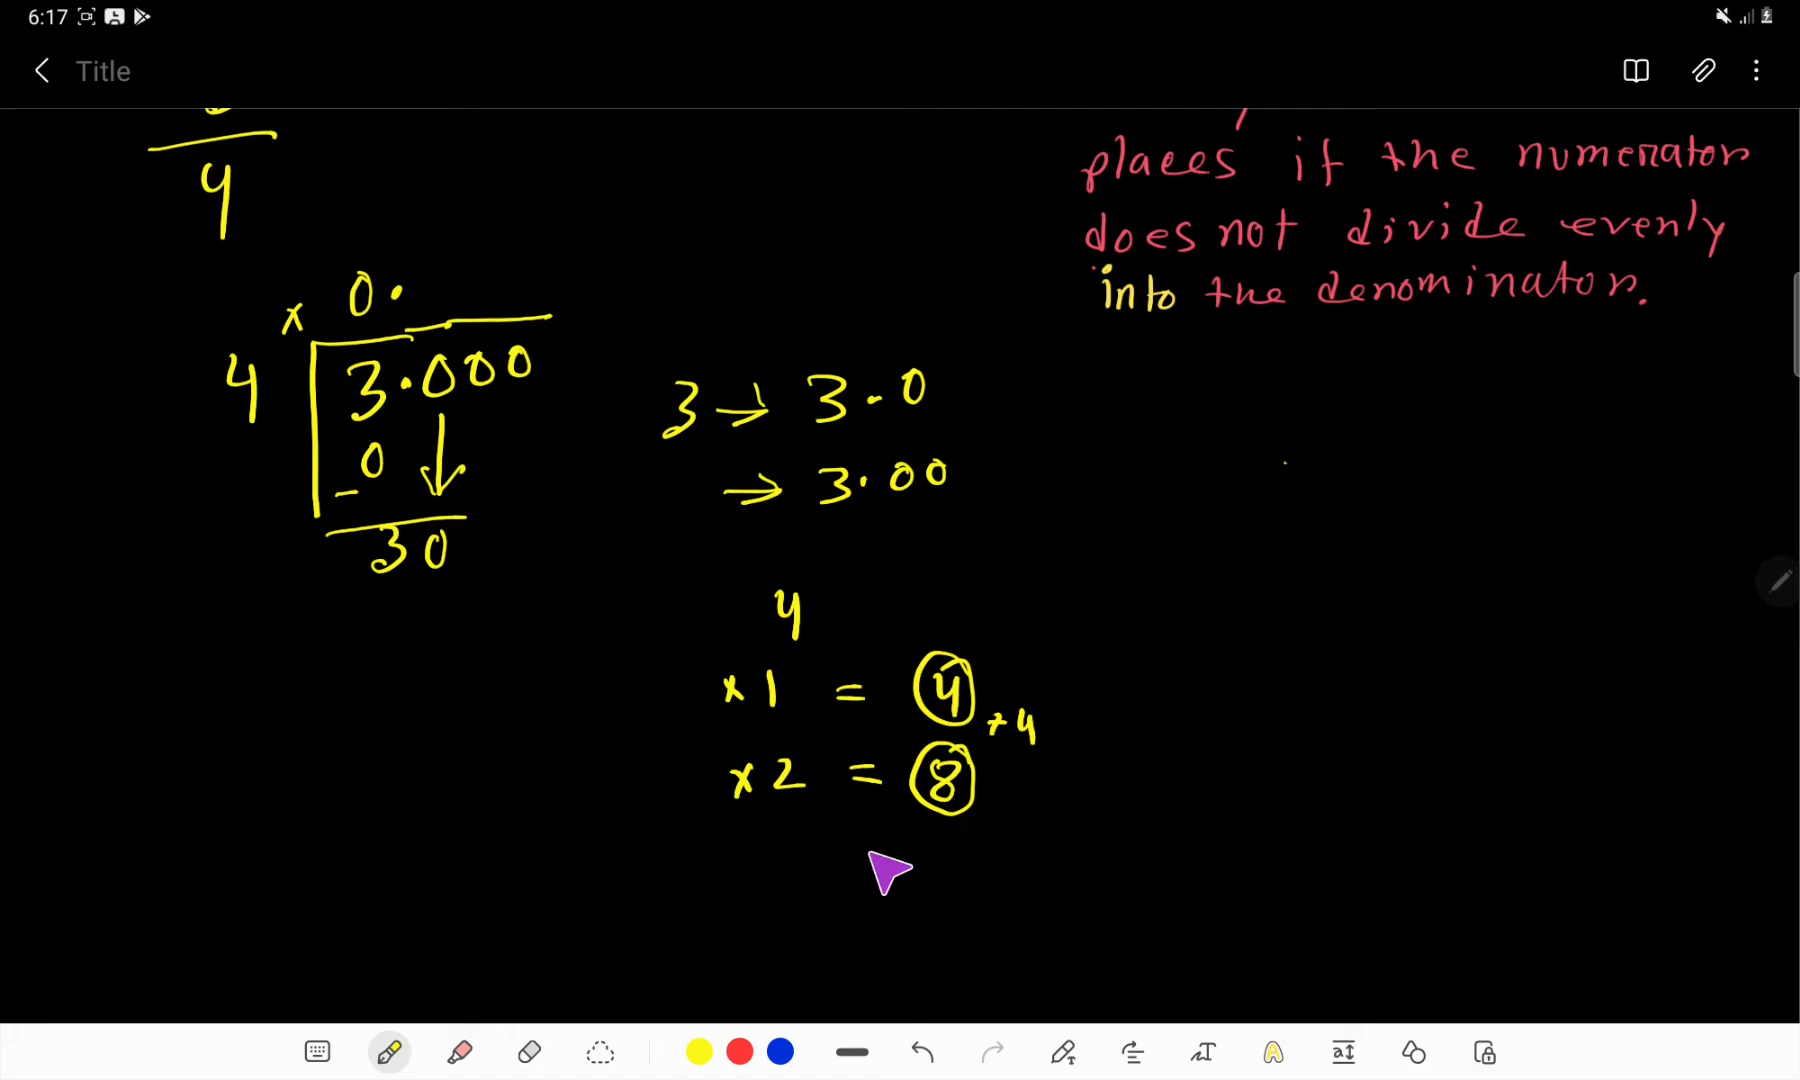 6:17
Title
4
places if the numerator
does not divide evenly
into the denominator.
x 0.
4 3.000
0
-
30
3 → 3.0
→ 3.00
4
x 1 = 4
+4
x 2 = 8